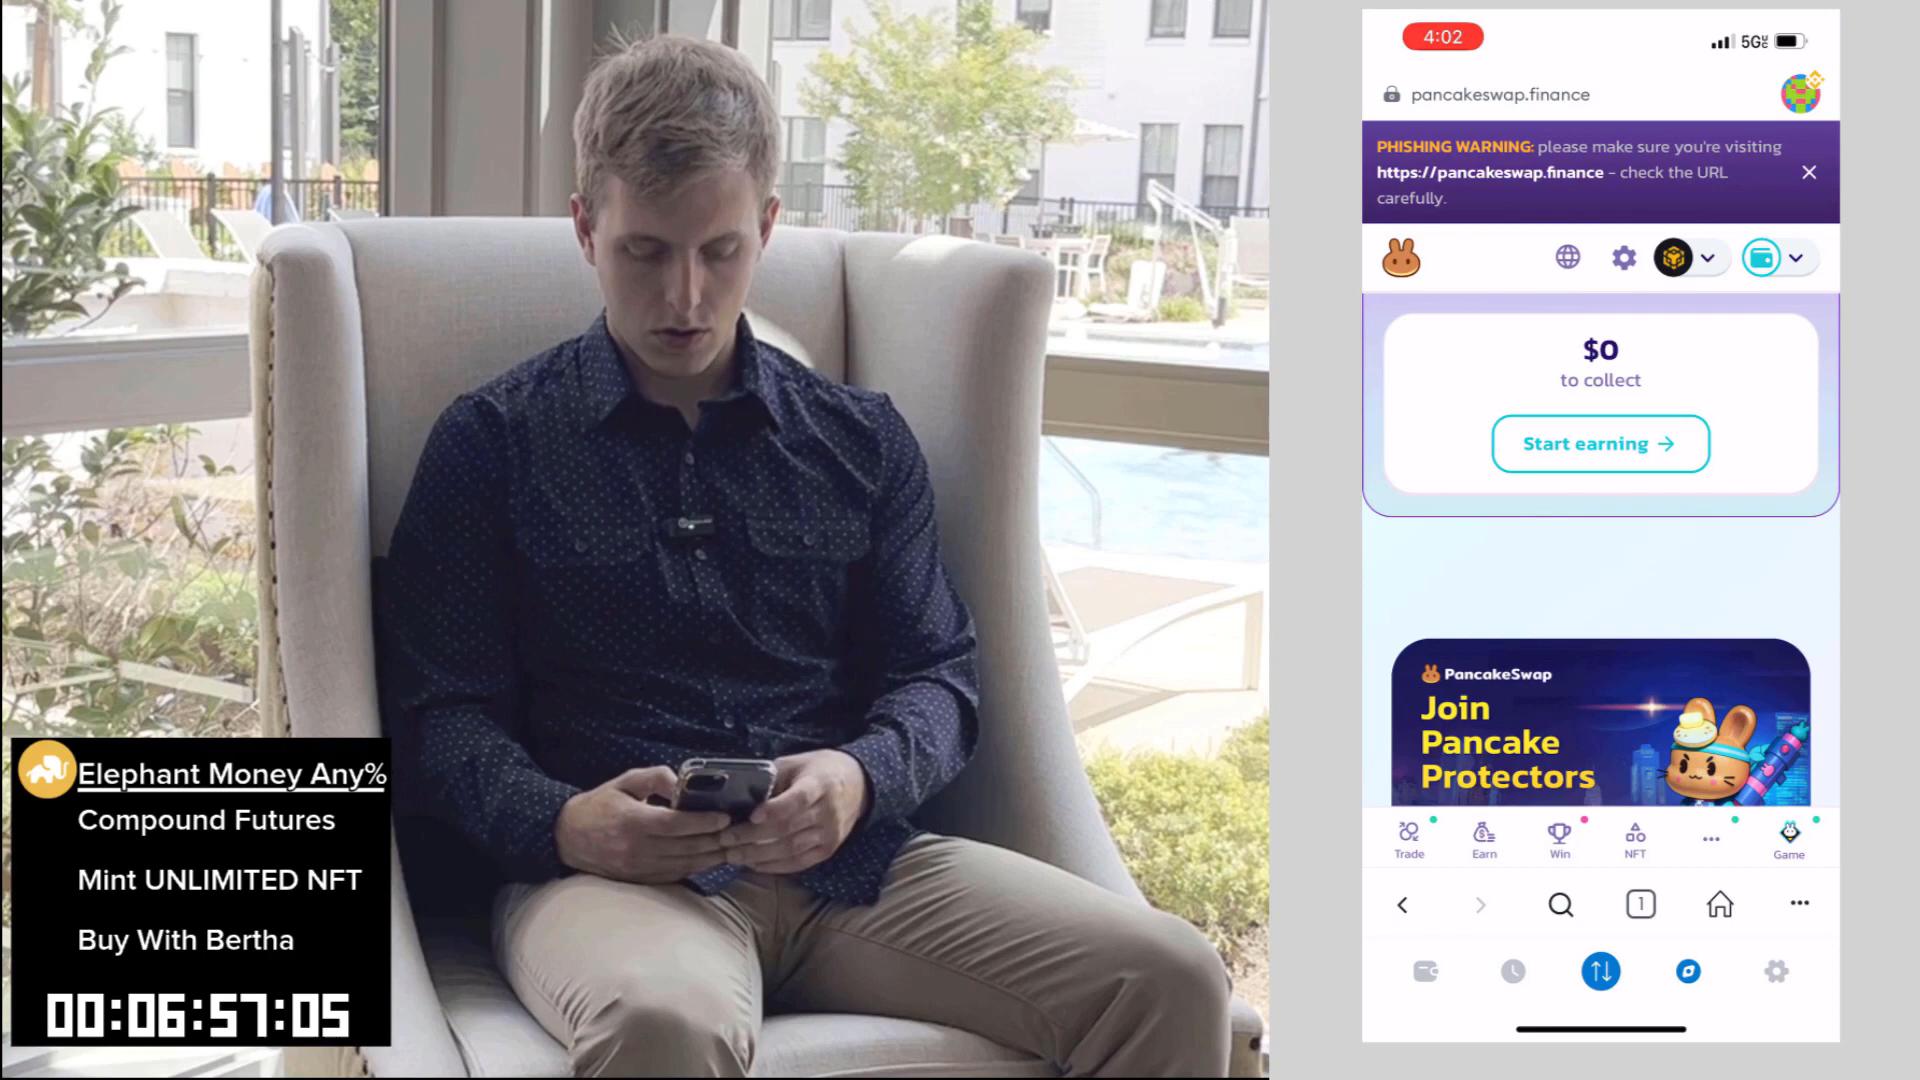 Elephant Money Any%
Compound Futures
Mint UNLIMITED NFT
Buy With Bertha
00:06:57:05
4:02
5G
pancakeswap.finance
PHISHING WARNING: please make sure you're visiting
https://pancakeswap.finance - check the URL
carefully.
$0
to collect
Start earning →
PancakeSwap
Join
Pancake
Protectors
Trade
Earn
Win
NFT
Game
1